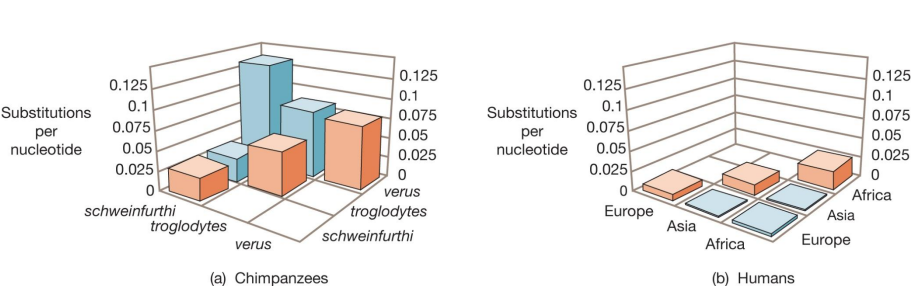 Substitutions
per
nucleotide
0.125
0.1
0.075
0.05
0.025
0
0.125
0.1
0.075
0.05
0.025
0
schweinfurthi
troglodytes
verus
verus
troglodytes
schweinfurthi
(a) Chimpanzees
Substitutions
per
nucleotide
0.125
0.1
0.075
0.05
0.025
0
0.125
0.1
0.075
0.05
0.025
0
Europe
Asia
Africa
Africa
Asia
Europe
(b) Humans